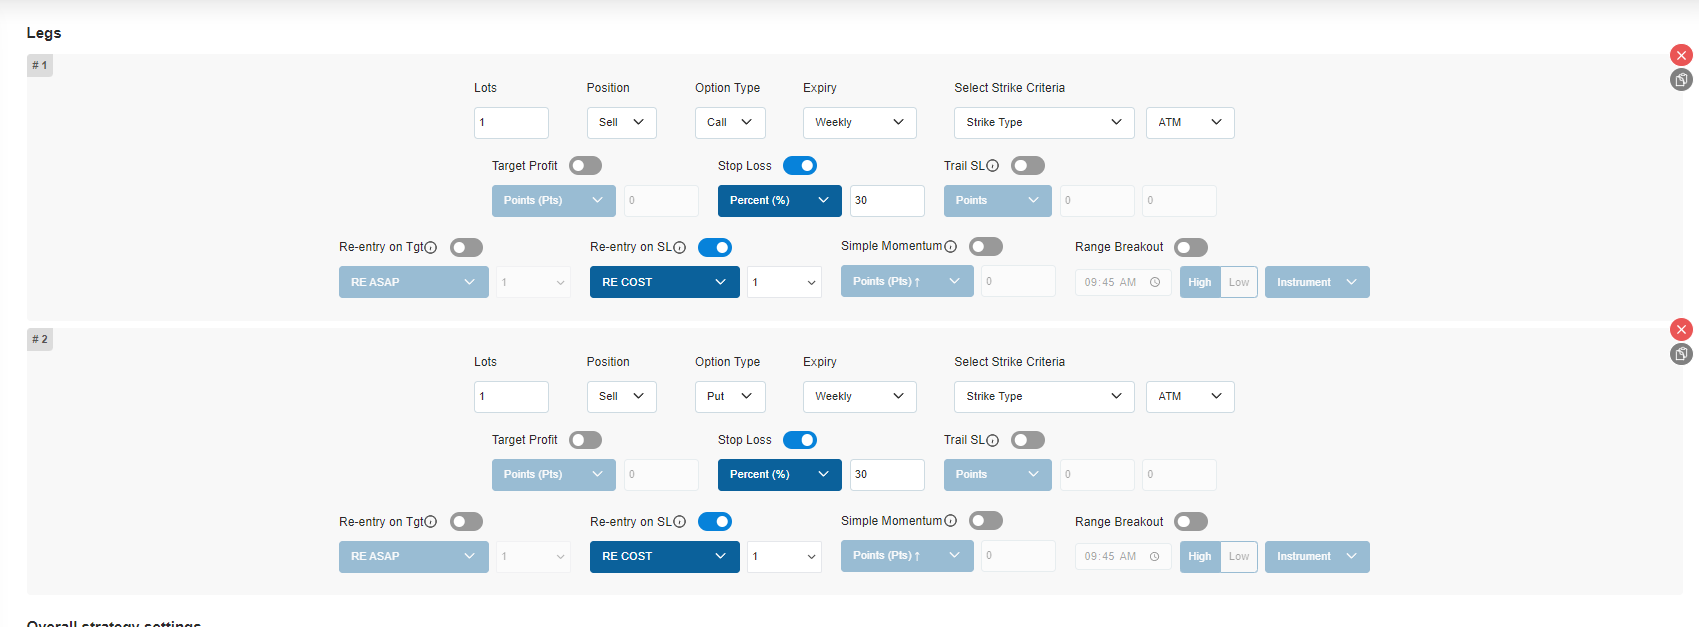 Legs
# 1
Lots Position Option Type Expiry Select Strike Criteria
1 Sell Call Weekly Strike Type ATM
Target Profit Stop Loss Trail SL
Points (Pts) 0 Percent (%) 30 Points 0 0
Re-entry on Tgt Re-entry on SL Simple Momentum Range Breakout
RE ASAP 1 RE COST 1 Points (Pts) ↑ 0 09:45 AM High Low Instrument
# 2
Lots Position Option Type Expiry Select Strike Criteria
1 Sell Put Weekly Strike Type ATM
Target Profit Stop Loss Trail SL
Points (Pts) 0 Percent (%) 30 Points 0 0
Re-entry on Tgt Re-entry on SL Simple Momentum Range Breakout
RE ASAP 1 RE COST 1 Points (Pts) ↑ 0 09:45 AM High Low Instrument
Overall strategy settings